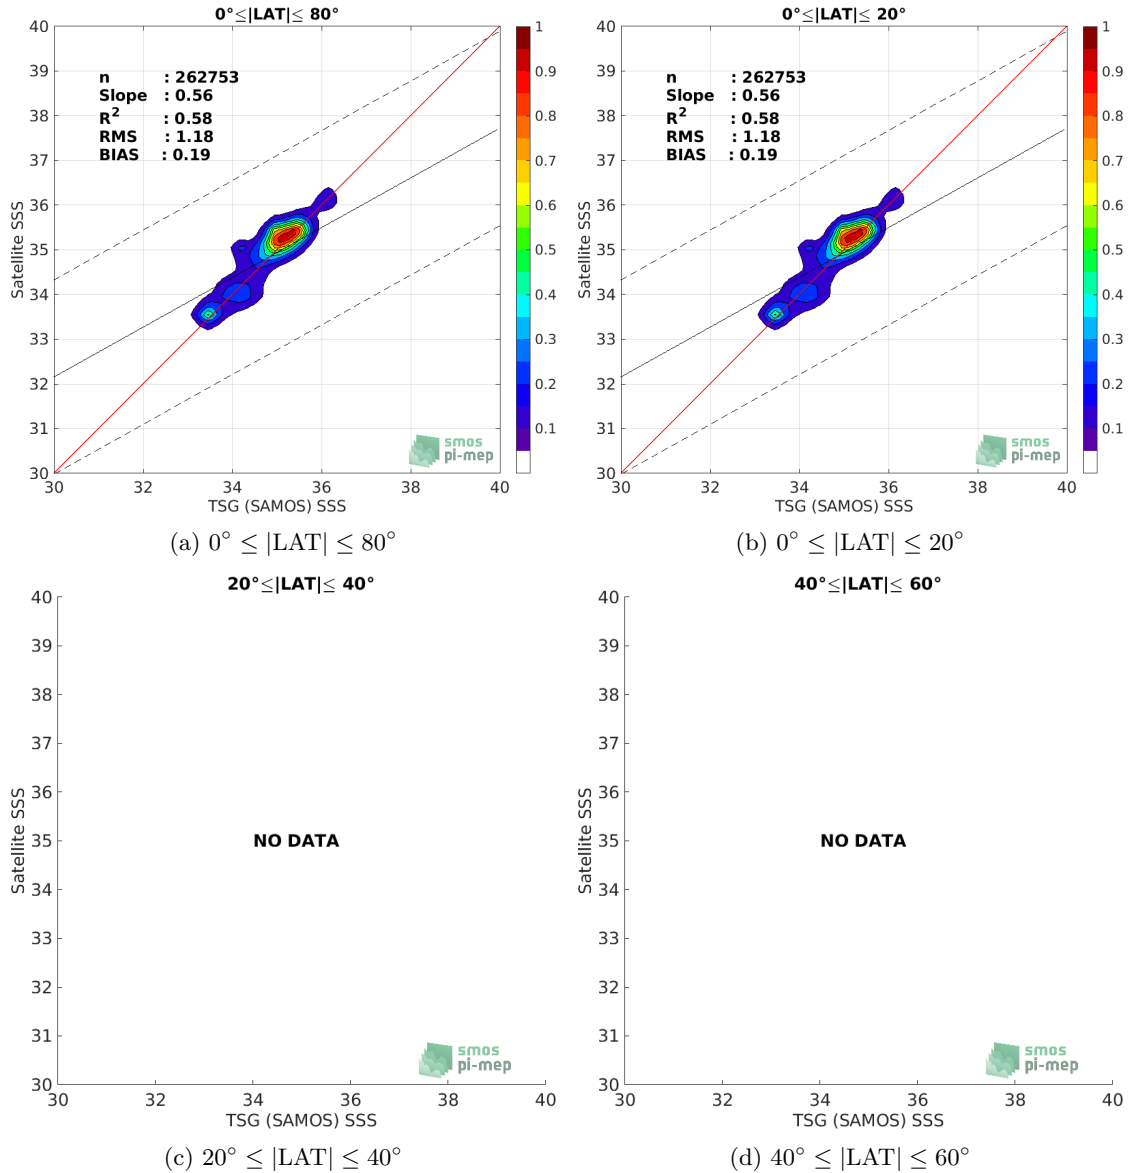 0°≤|LAT|≤ 80°
40
39
38
37
36
35
34
33
32
31
30
Satellite SSS
n : 262753
Slope : 0.56
R2 : 0.58
RMS : 1.18
BIAS : 0.19
1
0.9
0.8
0.7
0.6
0.5
0.4
0.3
0.2
0.1
smos
pi-mep
30 32 34 36 38 40
TSG (SAMOS) SSS
(a) 0° ≤ |LAT| ≤ 80°
0°≤|LAT|≤ 20°
40
39
38
37
36
35
34
33
32
31
30
Satellite SSS
n : 262753
Slope : 0.56
R2 : 0.58
RMS : 1.18
BIAS : 0.19
1
0.9
0.8
0.7
0.6
0.5
0.4
0.3
0.2
0.1
smos
pi-mep
30 32 34 36 38 40
TSG (SAMOS) SSS
(b) 0° ≤ |LAT| ≤ 20°
20°≤|LAT|≤ 40°
40
39
38
37
36
35
34
33
32
31
30
Satellite SSS
NO DATA
smos
pi-mep
30 32 34 36 38 40
TSG (SAMOS) SSS
(c) 20° ≤ |LAT| ≤ 40°
40°≤|LAT|≤ 60°
40
39
38
37
36
35
34
33
32
31
30
Satellite SSS
NO DATA
smos
pi-mep
30 32 34 36 38 40
TSG (SAMOS) SSS
(d) 40° ≤ |LAT| ≤ 60°